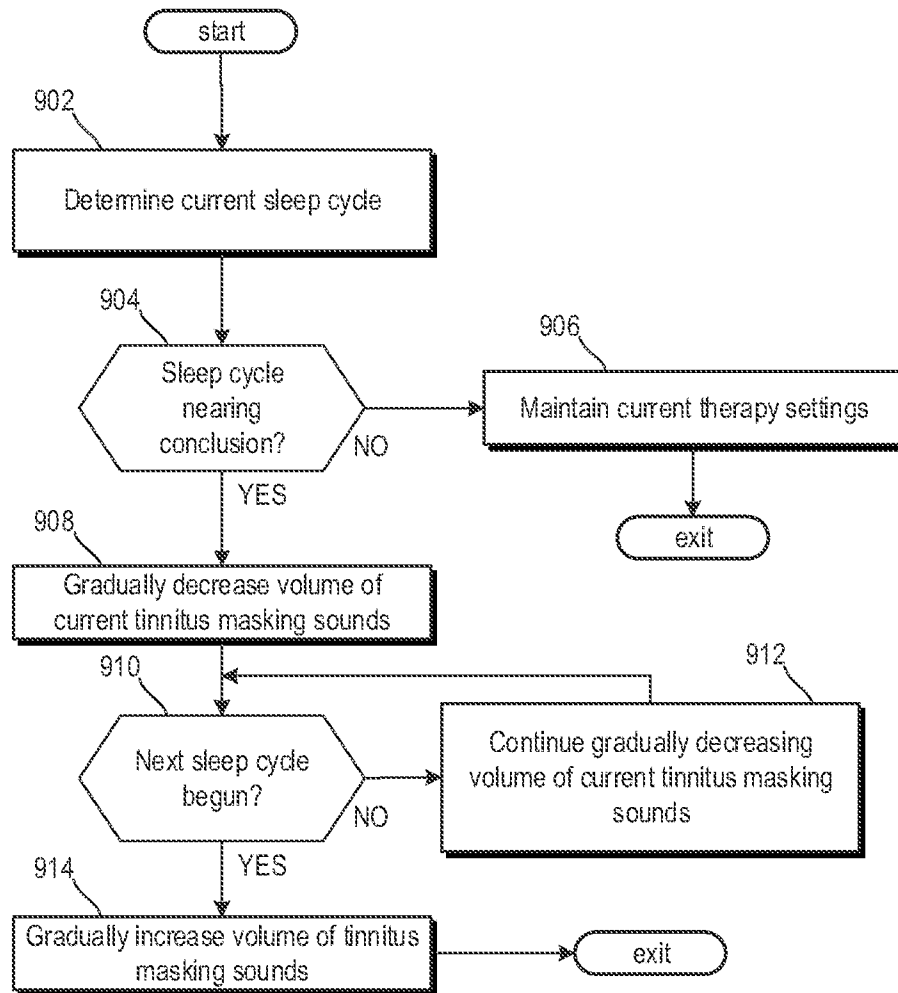 start
902
Determine current sleep cycle
904
Sleep cycle
nearing
conclusion?
NO
YES
906
Maintain current therapy settings
exit
908
Gradually decrease volume of
current tinnitus masking sounds
910
Next sleep cycle
begun?
NO
YES
912
Continue gradually decreasing
volume of current tinnitus masking
sounds
914
Gradually increase volume of tinnitus
masking sounds
exit